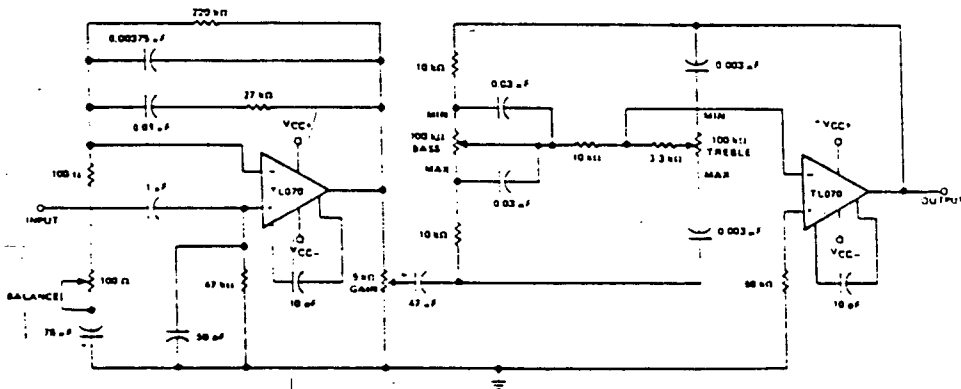 220 kΩ
0.00375 µF
0.003 µF
10 kΩ
0.03 µF
27 kΩ
MIN
MIN
0.01 µF
VCC+
100 kΩ
BASS
100 kΩ
TREBLE
VCC+
10 kΩ
3.3 kΩ
100 Ω
MAX
MAX
TL070
TL070
1 µF
0.03 µF
OUTPUT
INPUT
VCC-
10 kΩ
0.003 µF
VCC-
100 Ω
BALANCE
47 kΩ
5 kΩ
GAIN
10 pF
47 µF
10 pF
75 µF
50 pF